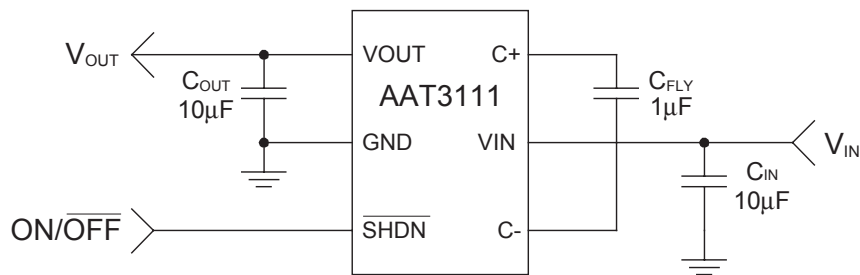 VOUT
COUT
10µF
ON/OFF
VOUT
GND
SHDN
AAT3111
C+
VIN
C-
CFLY
1µF
VIN
CIN
10µF